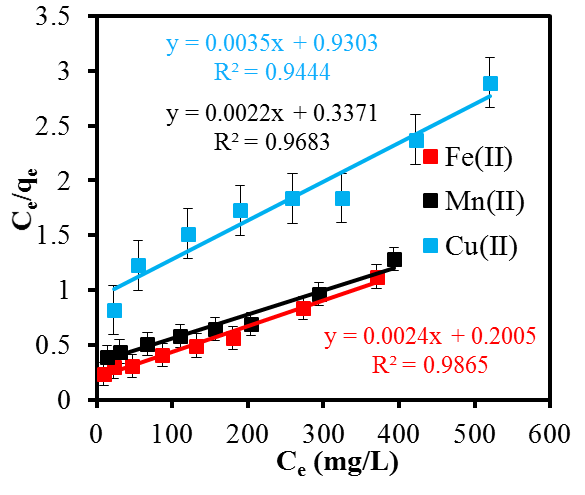 3.5
3
2.5
2
1.5
1
0.5
0
Cₑ/qₑ
y = 0.0035x + 0.9303
R² = 0.9444
y = 0.0022x + 0.3371
R² = 0.9683
Fe(II)
Mn(II)
Cu(II)
y = 0.0024x + 0.2005
R² = 0.9865
0 100 200 300 400 500 600
Cₑ (mg/L)